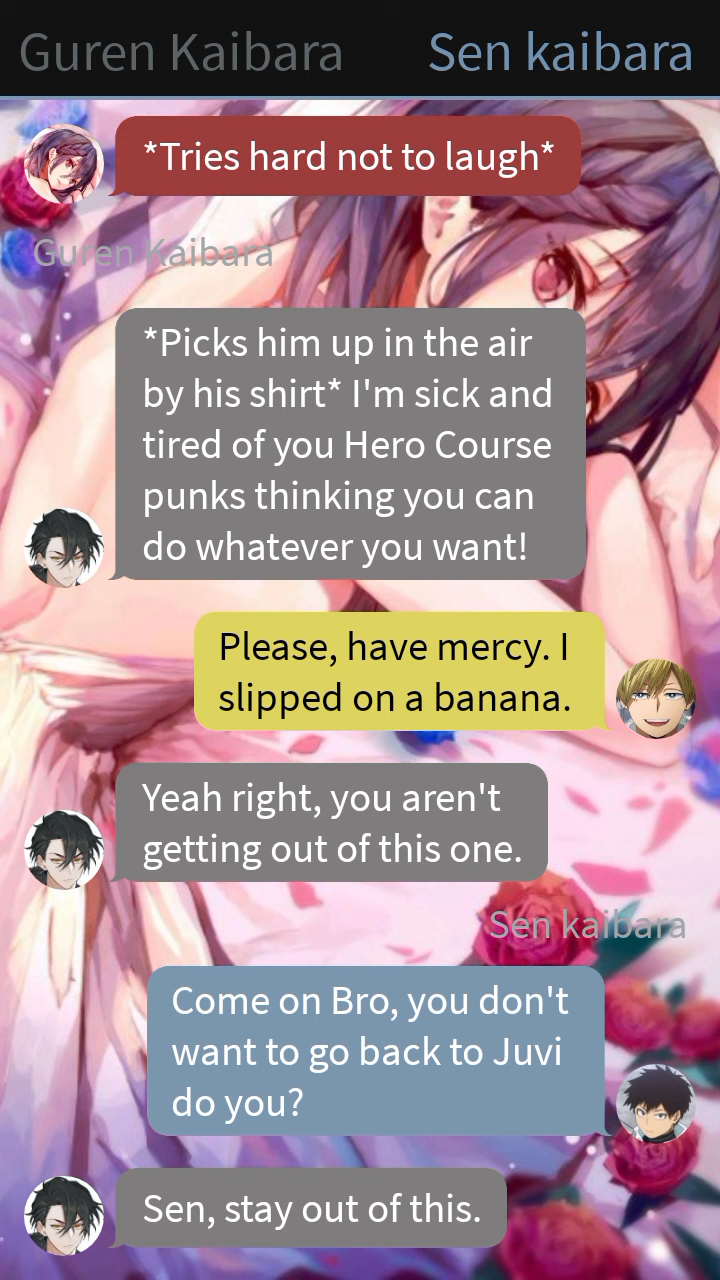 Guren Kaibara Sen kaibara
*Tries hard not to laugh*
Guren Kaibara
*Picks him up in the air
by his shirt* I'm sick and
tired of you Hero Course
punks thinking you can
do whatever you want!
Please, have mercy. I
slipped on a banana.
Yeah right, you aren't
getting out of this one.
Sen kaibara
Come on Bro, you don't
want to go back to Juvi
do you?
Sen, stay out of this.